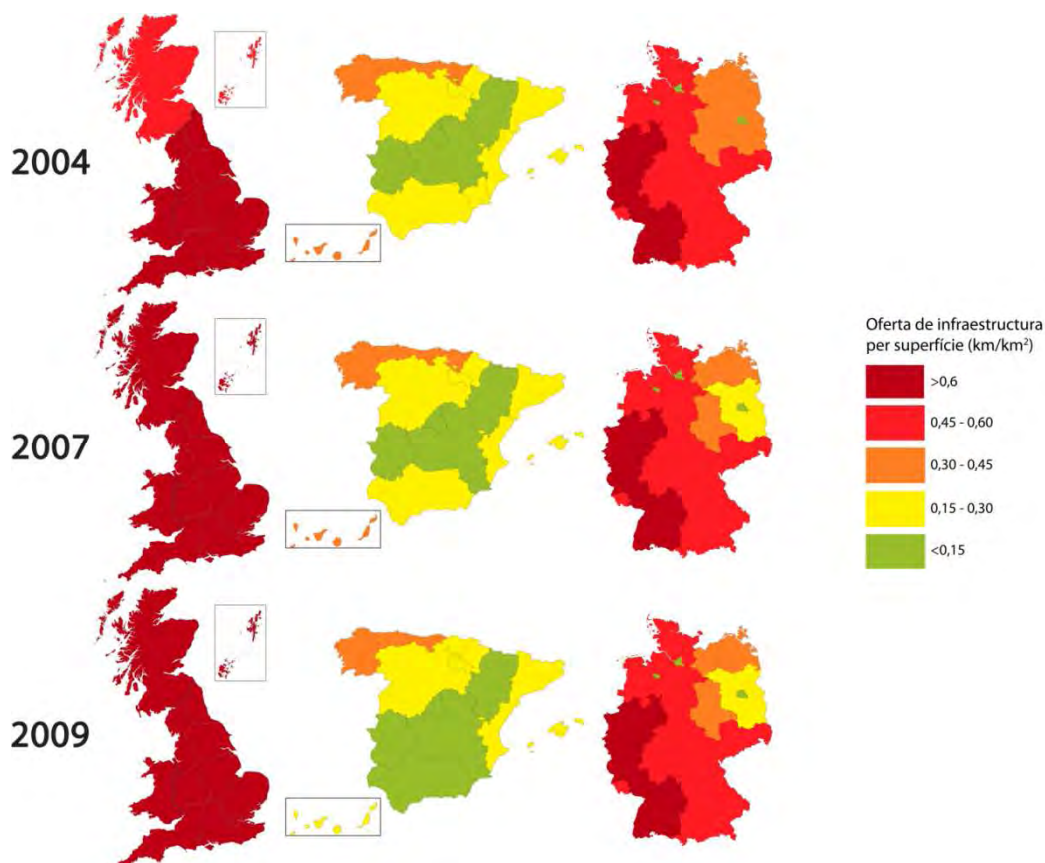 2004
2007
2009
Oferta de infraestructura
per superfície (km/km²)
>0,6
0,45 - 0,60
0,30 - 0,45
0,15 - 0,30
<0,15